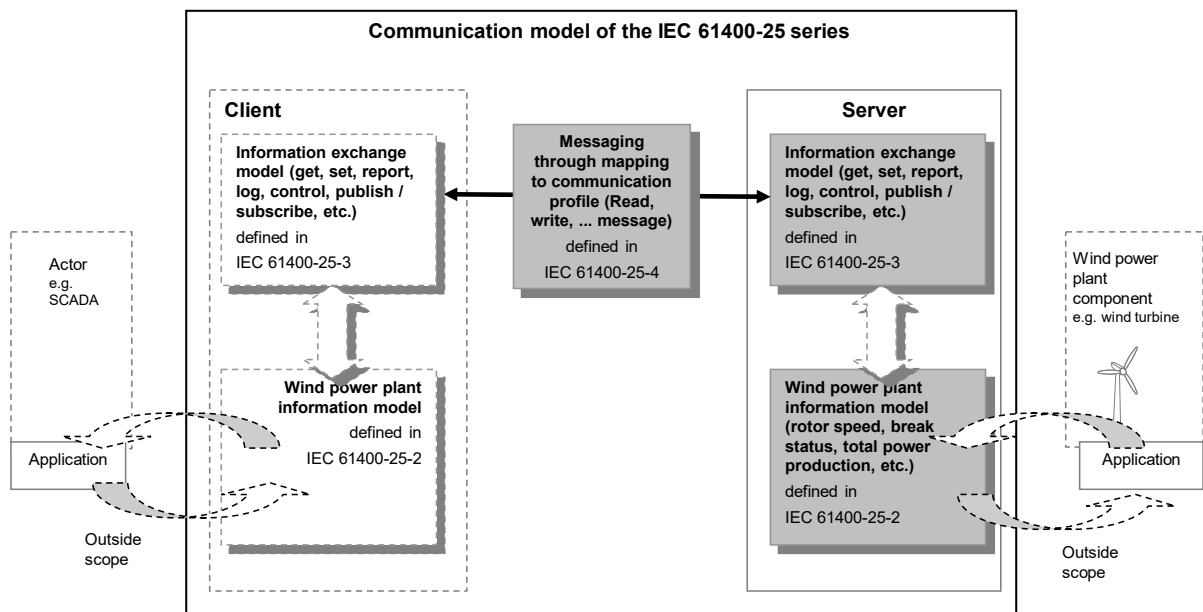 Communication model of the IEC 61400-25 series
Client
Information exchange
model (get, set, report,
log, control, publish /
subscribe, etc.)
defined in
IEC 61400-25-3
Wind power plant
information model
defined in
IEC 61400-25-2
Messaging
through mapping
to communication
profile (Read,
write, ... message)
defined in
IEC 61400-25-4
Server
Information exchange
model (get, set, report,
log, control, publish /
subscribe, etc.)
defined in
IEC 61400-25-3
Wind power plant
information model
(rotor speed, break
status, total power
production, etc.)
defined in
IEC 61400-25-2
Actor
e.g.
SCADA
Application
Outside
scope
Wind power
plant
component
e.g. wind turbine
Application
Outside
scope